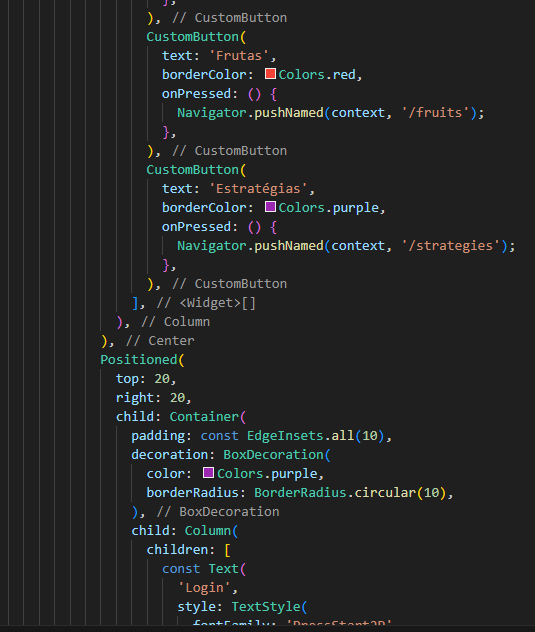 },
), // CustomButton
CustomButton(
text: 'Frutas',
borderColor: Colors.red,
onPressed: () {
Navigator.pushNamed(context, '/fruits');
},
), // CustomButton
CustomButton(
text: 'Estratégias',
borderColor: Colors.purple,
onPressed: () {
Navigator.pushNamed(context, '/strategies');
},
), // CustomButton
], // <Widget>[]
), // Column
), // Center
Positioned(
top: 20,
right: 20,
child: Container(
padding: const EdgeInsets.all(10),
decoration: BoxDecoration(
color: Colors.purple,
borderRadius: BorderRadius.circular(10),
), // BoxDecoration
child: Column(
children: [
const Text(
'Login',
style: TextStyle(
fontFamily: 'PressStart2P'